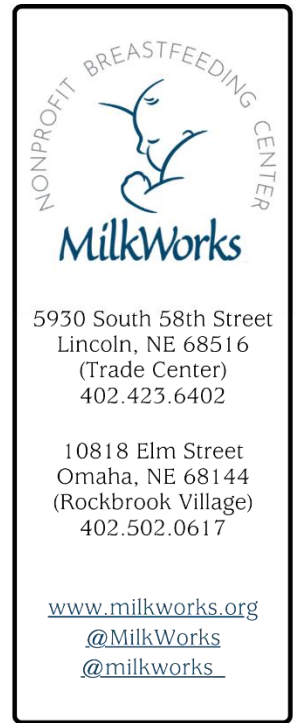 NONPROFIT BREASTFEEDING CENTER
MilkWorks
5930 South 58th Street
Lincoln, NE 68516
(Trade Center)
402.423.6402
10818 Elm Street
Omaha, NE 68144
(Rockbrook Village)
402.502.0617
www.milkworks.org
@MilkWorks
@milkworks_